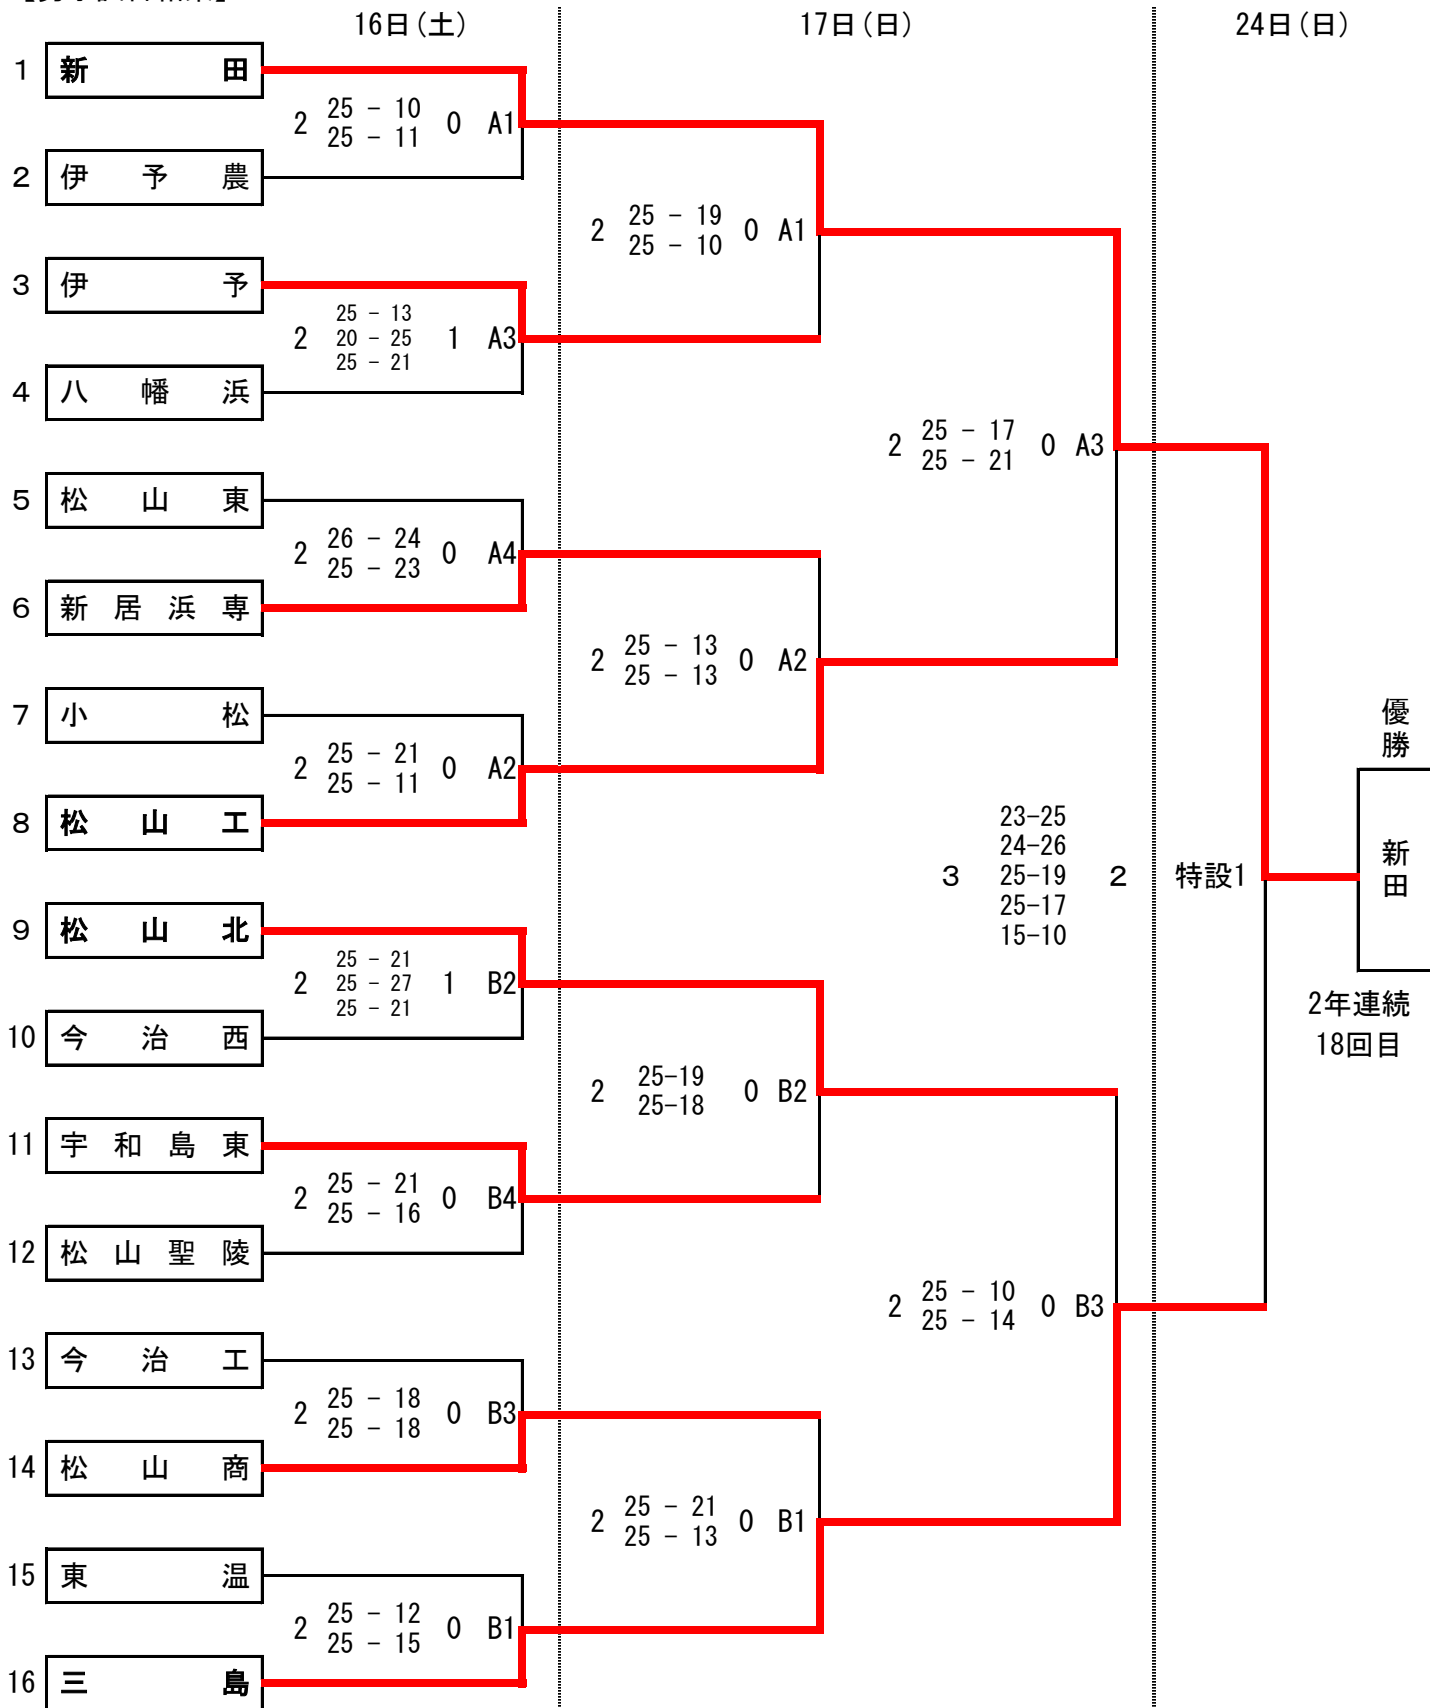 16日(土) 17日(日) 24日(日)
1 新田
2 25 - 10 0 A1
25 - 11
2 伊予農
2 25 - 19 0 A1
25 - 10
3 伊予
25 - 13
2 20 - 25 1 A3
25 - 21
4 八幡浜
2 25 - 17 0 A3
25 - 21
5 松山東
2 26 - 24 0 A4
25 - 23
6 新居浜専
2 25 - 13 0 A2
25 - 13
7 小松
2 25 - 21 0 A2
25 - 11
8 松山工
優勝
新田
2年連続
18回目
23-25
24-26
3 25-19 2 特設1
25-17
15-10
9 松山北
25 - 21
2 25 - 27 1 B2
25 - 21
10 今治西
2 25-19 0 B2
25-18
11 宇和島東
2 25 - 21 0 B4
25 - 16
12 松山聖陵
2 25 - 10 0 B3
25 - 14
13 今治工
2 25 - 18 0 B3
25 - 18
14 松山商
2 25 - 21 0 B1
25 - 13
15 東温
2 25 - 12 0 B1
25 - 15
16 三島